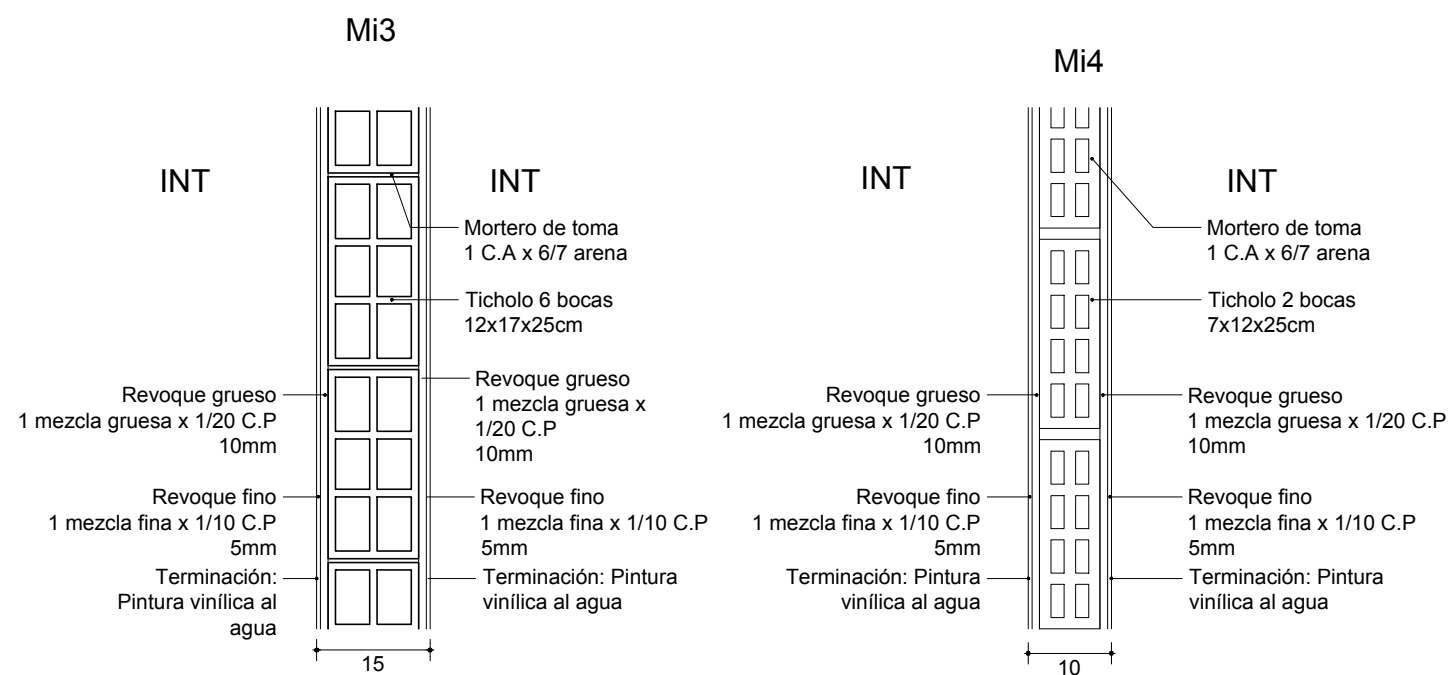 Mi3
INT
INT
Mortero de toma
1 C.A x 6/7 arena
Ticholo 6 bocas
12x17x25cm
Revoque grueso
1 mezcla gruesa x 1/20 C.P
10mm
Revoque grueso
1 mezcla gruesa x
1/20 C.P
10mm
Revoque fino
1 mezcla fina x 1/10 C.P
5mm
Revoque fino
1 mezcla fina x 1/10 C.P
5mm
Terminación:
Pintura vinílica al
agua
Terminación: Pintura
vinílica al agua
15
Mi4
INT
INT
Mortero de toma
1 C.A x 6/7 arena
Ticholo 2 bocas
7x12x25cm
Revoque grueso
1 mezcla gruesa x 1/20 C.P
10mm
Revoque grueso
1 mezcla gruesa x 1/20 C.P
10mm
Revoque fino
1 mezcla fina x 1/10 C.P
5mm
Revoque fino
1 mezcla fina x 1/10 C.P
5mm
Terminación: Pintura
vinílica al agua
Terminación: Pintura
vinílica al agua
10